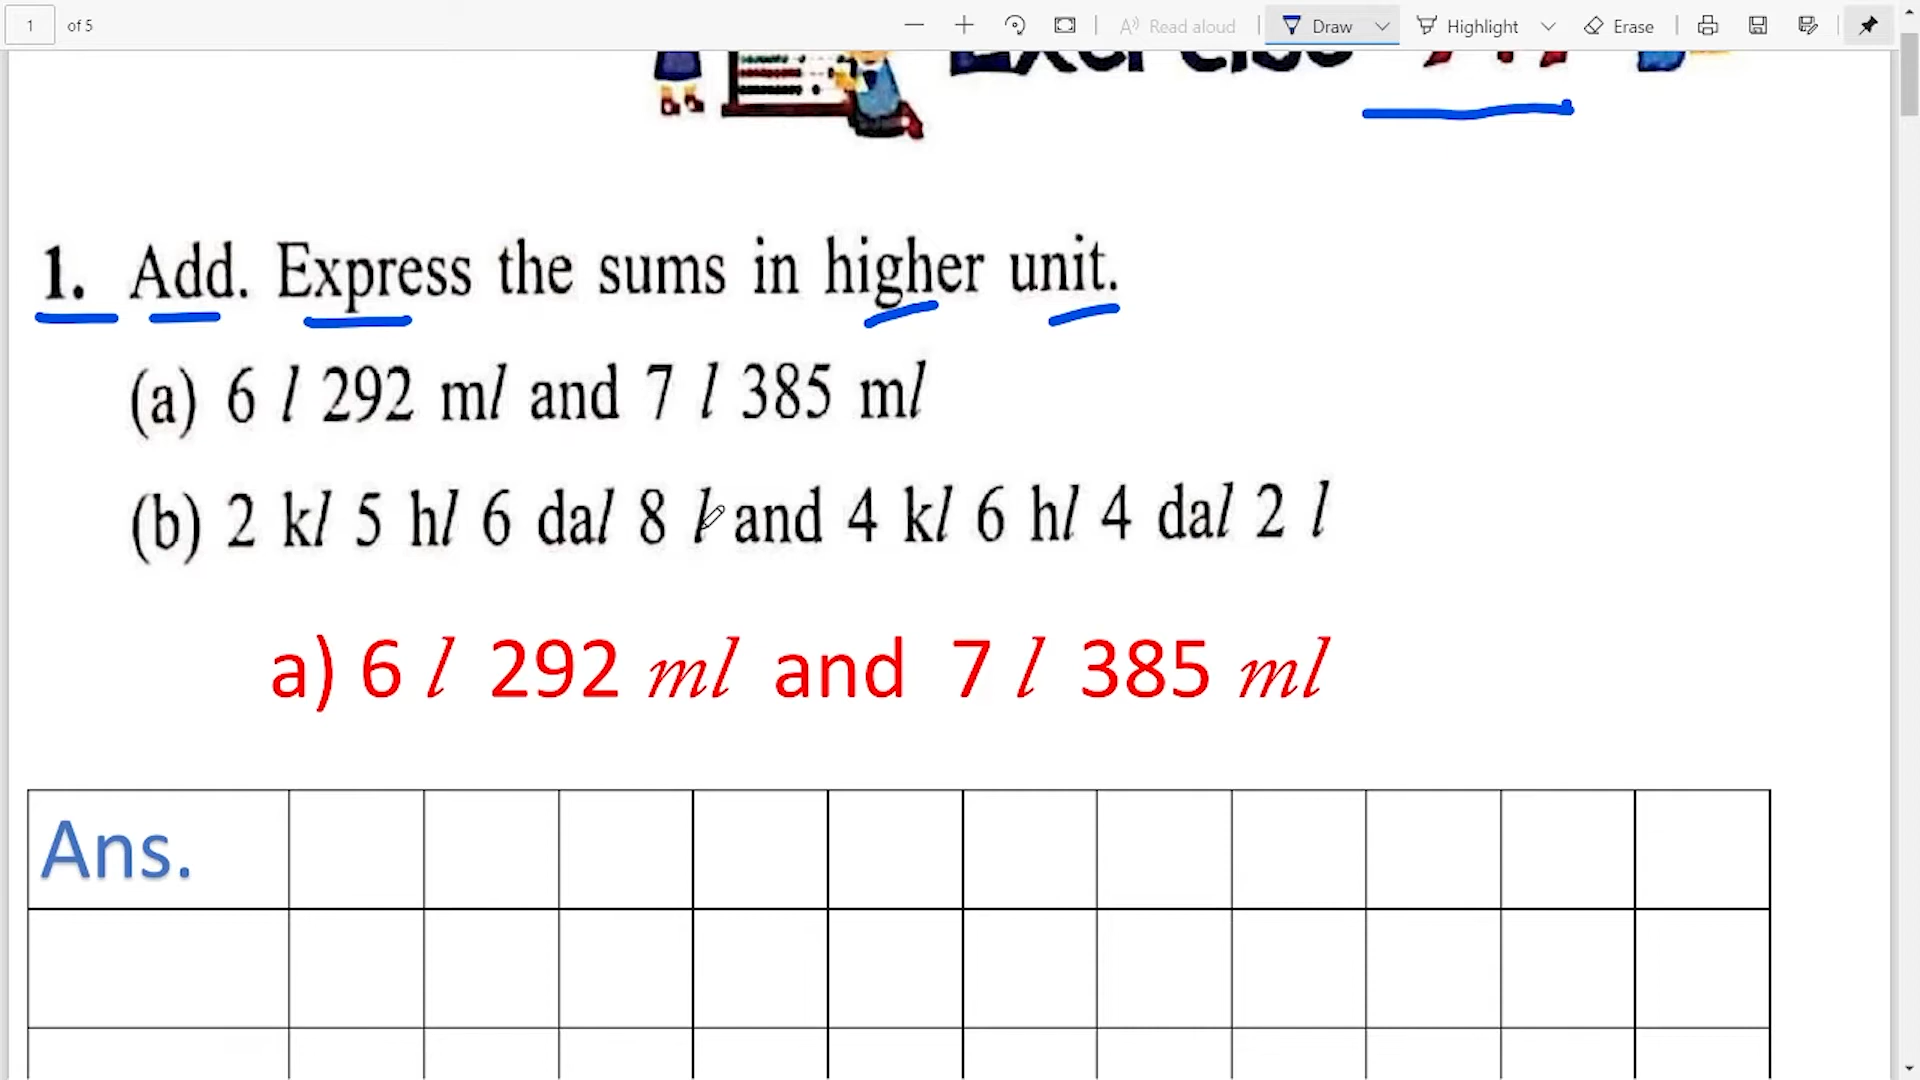 1 of 5 Read aloud Draw Highlight Erase
Exercise
1. Add. Express the sums in higher unit.
(a) 6 l 292 ml and 7 l 385 ml
(b) 2 kl 5 hl 6 dal 8 l and 4 kl 6 hl 4 dal 2 l
a) 6 l 292 ml and 7 l 385 ml
Ans.